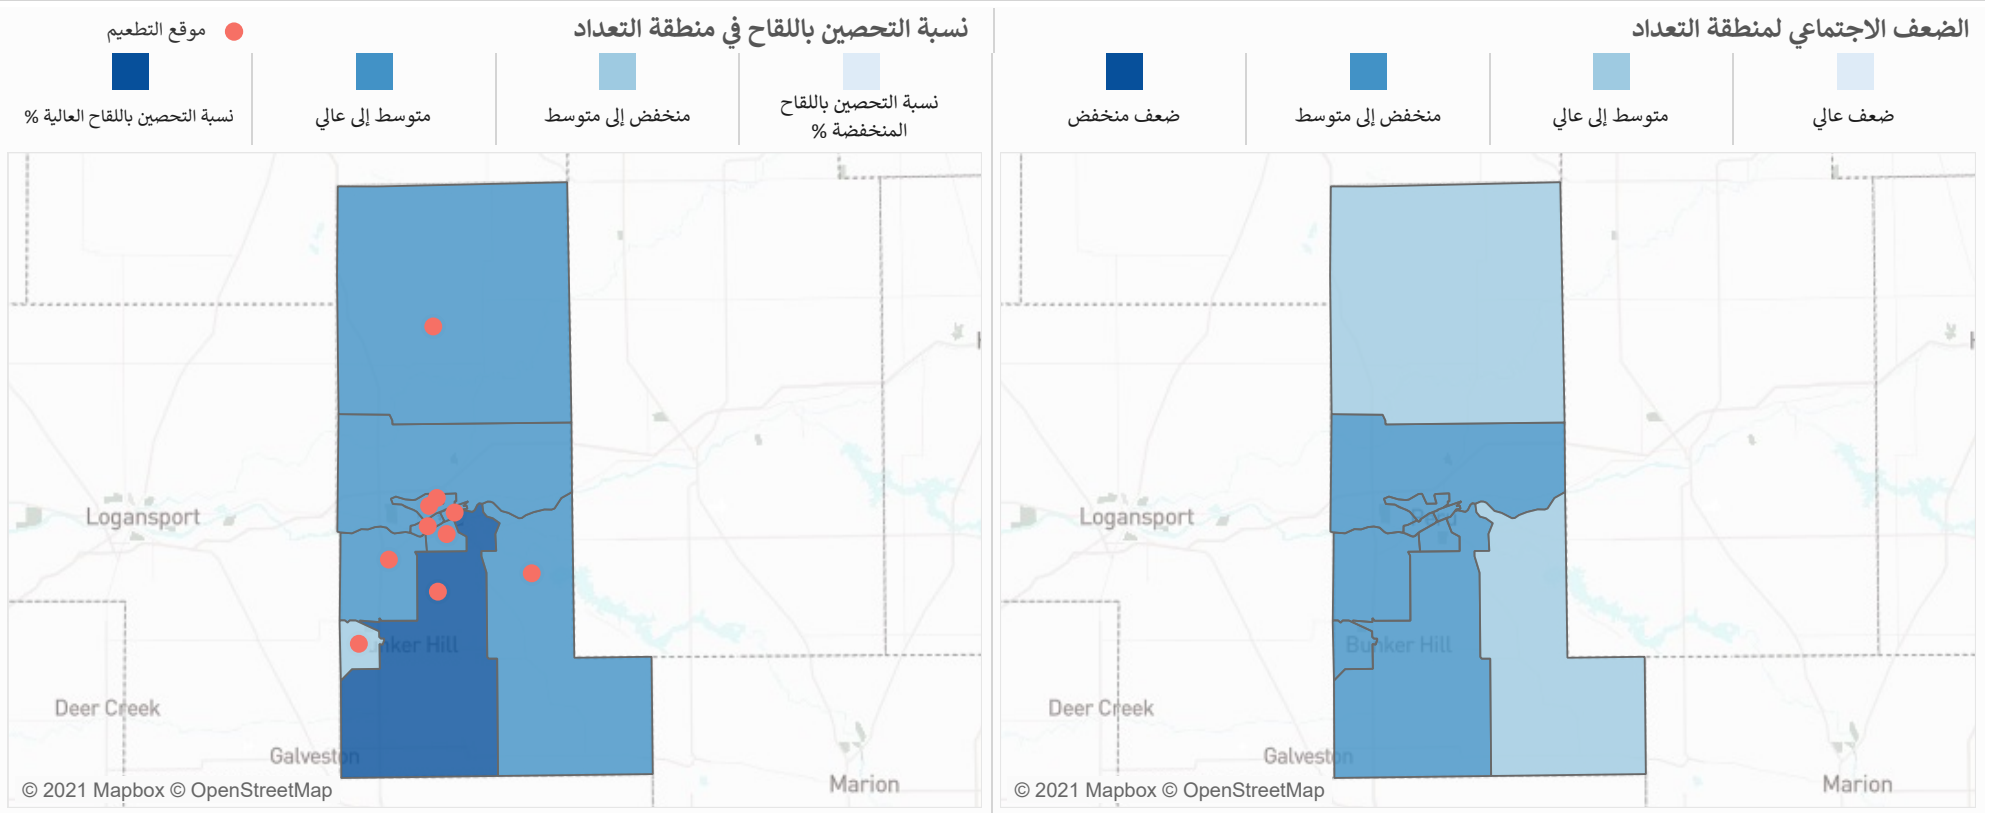 الضعف الاجتماعي لمنطقة التعداد
ضعف عالي
متوسط إلى عالي
منخفض إلى متوسط
ضعف منخفض
Logansport
Bunker Hill
Deer Creek
Galveston
Marion
© 2021 Mapbox © OpenStreetMap
نسبة التحصين باللقاح في منطقة التعداد
موقع التطعيم
نسبة التحصين باللقاح
المنخفضة %
منخفض إلى متوسط
متوسط إلى عالي
نسبة التحصين باللقاح العالية %
Logansport
nker Hill
Deer Creek
Galveston
Marion
© 2021 Mapbox © OpenStreetMap